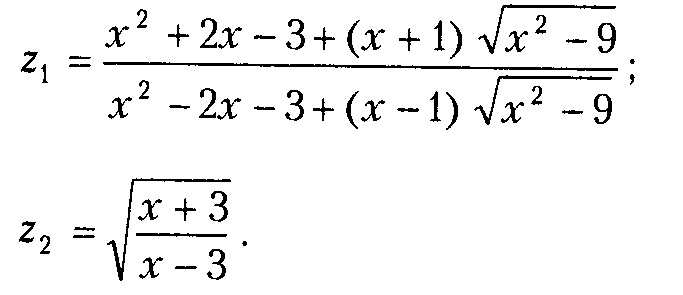 z₁ = (x² + 2x − 3 + (x + 1) √(x² − 9)) / (x² − 2x − 3 + (x − 1) √(x² − 9)) ;
z₂ = √((x + 3) / (x − 3)) .